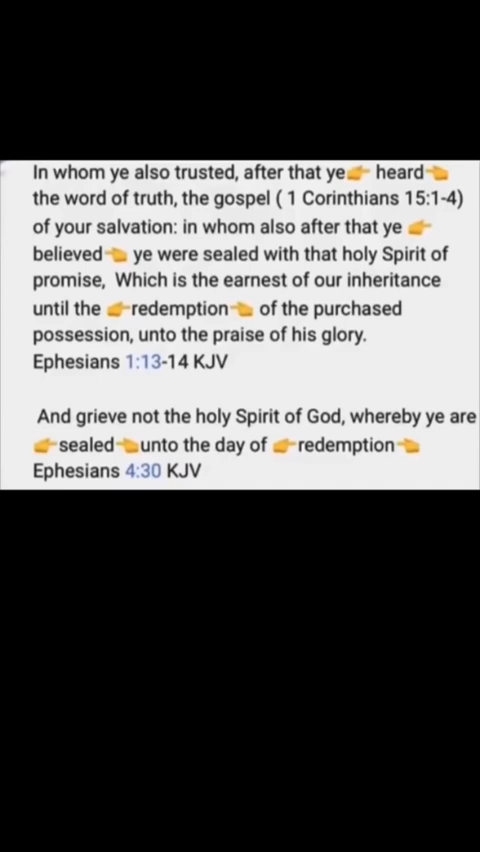 In whom ye also trusted, after that ye👉 heard👈
the word of truth, the gospel ( 1 Corinthians 15:1-4)
of your salvation: in whom also after that ye 👉
believed👈 ye were sealed with that holy Spirit of
promise, Which is the earnest of our inheritance
until the 👉redemption👈 of the purchased
possession, unto the praise of his glory.
Ephesians 1:13-14 KJV
And grieve not the holy Spirit of God, whereby ye are
👉sealed👈unto the day of 👉redemption👈
Ephesians 4:30 KJV